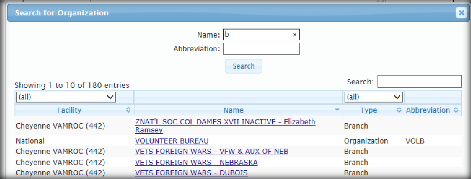 Search for Organization
Name: b x
Abbreviation:
Search
Showing 1 to 10 of 180 entries
Search:
(all) (all)
Facility Name Type Abbreviation
Cheyenne VAMROC (442) ZNAT'L SOC COL DAMES XVII INACTIVE - Elizabeth Ramsey Branch
National VOLUNTEER BUREAU Organization VOLB
Cheyenne VAMROC (442) VETS FOREIGN WARS - VFW & AUX OF NEB Branch
Cheyenne VAMROC (442) VETS FOREIGN WARS - NEBRASKA Branch
Cheyenne VAMROC (442) VETS FOREIGN WARS - DUBOIS Branch